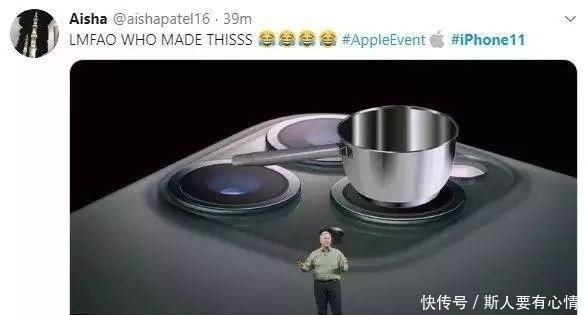 Aisha @aishapatel16 · 39m
LMFAO WHO MADE THISSS 😂😂😂😂 #AppleEvent #iPhone11
快传号 / 斯人要有心情